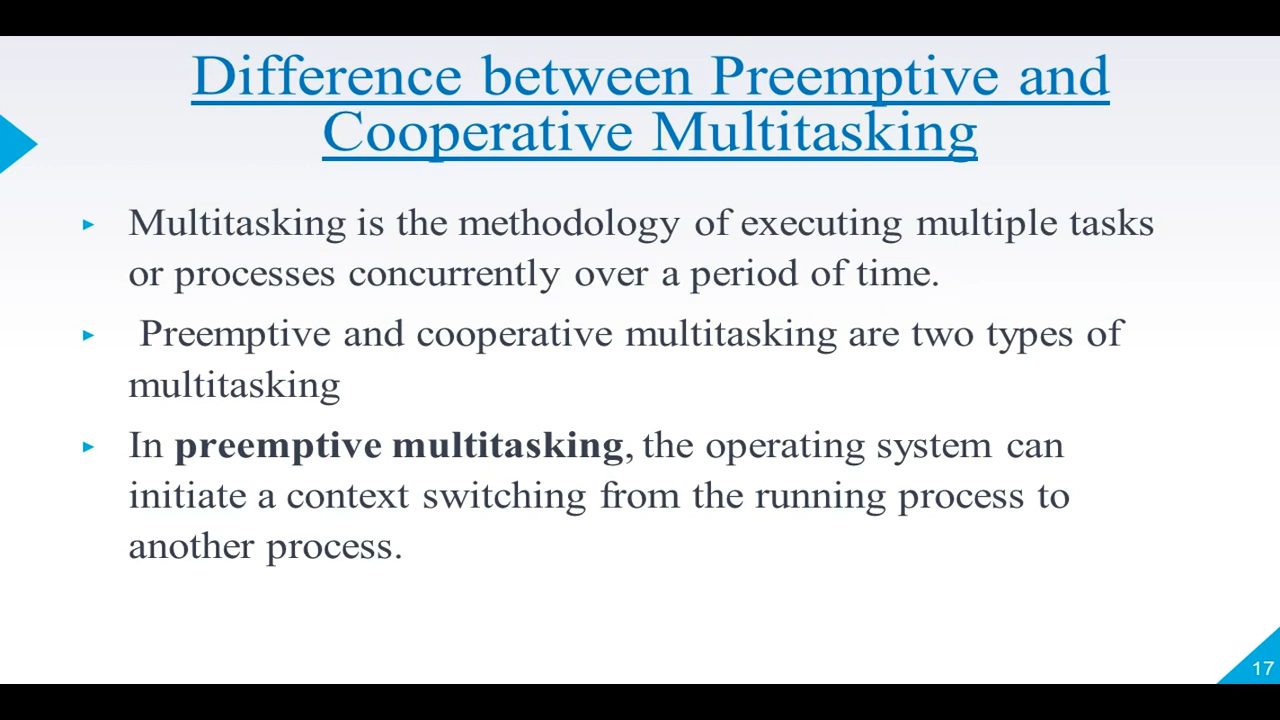 Difference between Preemptive and
Cooperative Multitasking
Multitasking is the methodology of executing multiple tasks
or processes concurrently over a period of time.
Preemptive and cooperative multitasking are two types of
multitasking
In preemptive multitasking, the operating system can
initiate a context switching from the running process to
another process.
17